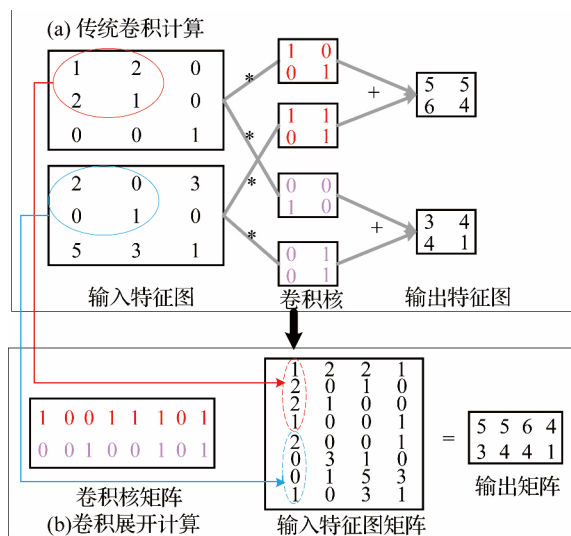 (a) 传统卷积计算
1 2 0
2 1 0
0 0 1
2 0 3
0 1 0
5 3 1
*
*
*
*
1 0
0 1
1 1
0 1
0 0
1 0
0 1
0 1
+
+
5 5
6 4
3 4
4 1
输入特征图
卷积核
输出特征图
1 0 0 1 1 1 0 1
0 0 1 0 0 1 0 1
卷积核矩阵
1 2 2 1
2 0 1 0
2 1 0 0
1 0 0 1
2 0 0 1
0 3 1 0
0 1 5 3
1 0 3 1
输入特征图矩阵
=
5 5 6 4
3 4 4 1
输出矩阵
(b)卷积展开计算